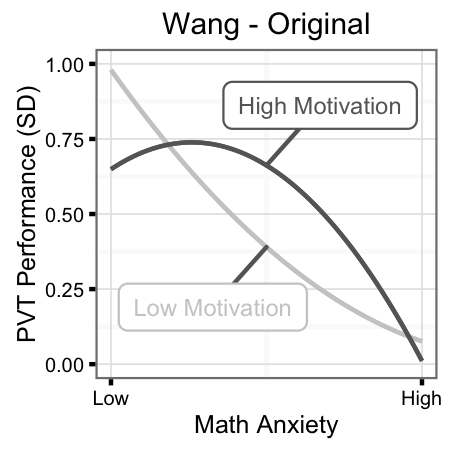 Wang - Original
PVT Performance (SD)
1.00
0.75
0.50
0.25
0.00
High Motivation
Low Motivation
Low
High
Math Anxiety